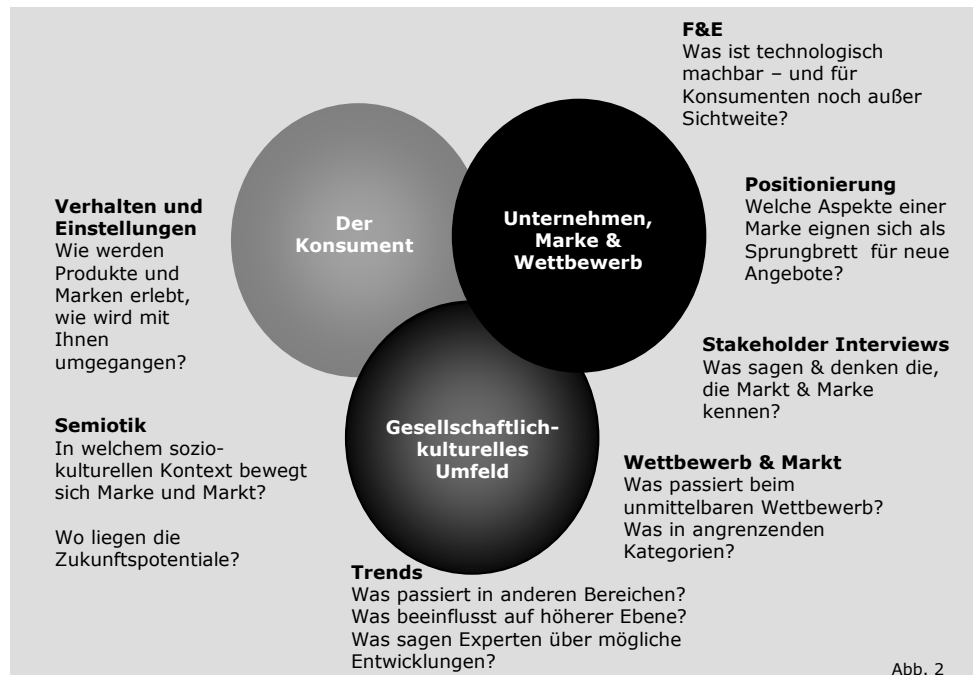 F&E
Was ist technologisch
machbar – und für
Konsumenten noch außer
Sichtweite?
Positionierung
Welche Aspekte einer
Marke eignen sich als
Sprungbrett für neue
Angebote?
Verhalten und
Einstellungen
Wie werden
Produkte und
Marken erlebt,
wie wird mit
Ihnen
umgegangen?
Der
Konsument
Unternehmen,
Marke &
Wettbewerb
Stakeholder Interviews
Was sagen & denken die,
die Markt & Marke
kennen?
Semiotik
In welchem sozio-
kulturellen Kontext bewegt
sich Marke und Markt?
Wo liegen die
Zukunftspotentiale?
Gesellschaftlich-
kulturelles
Umfeld
Wettbewerb & Markt
Was passiert beim
unmittelbaren Wettbewerb?
Was in angrenzenden
Kategorien?
Trends
Was passiert in anderen Bereichen?
Was beeinflusst auf höherer Ebene?
Was sagen Experten über mögliche
Entwicklungen?
Abb. 2